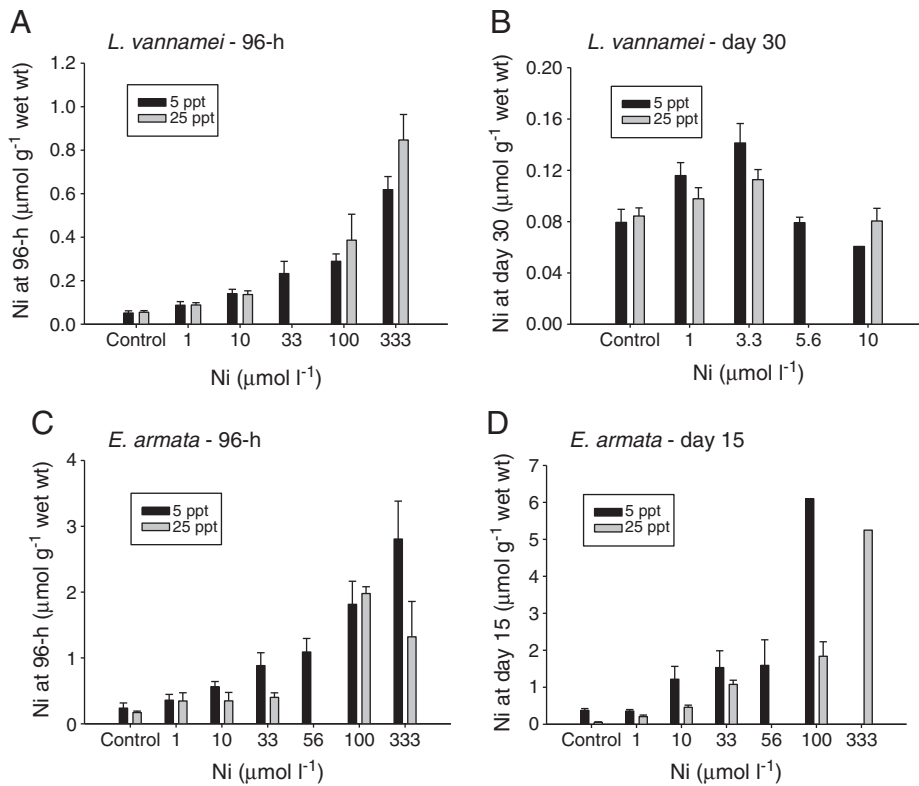 A
L. vannamei - 96-h
Ni at 96-h (µmol g⁻¹ wet wt)
1.2
1.0
0.8
0.6
0.4
0.2
0.0
5 ppt
25 ppt
Control 1 10 33 100 333
Ni (µmol l⁻¹)
B
L. vannamei - day 30
Ni at day 30 (µmol g⁻¹ wet wt)
0.20
0.16
0.12
0.08
0.04
0.00
5 ppt
25 ppt
Control 1 3.3 5.6 10
Ni (µmol l⁻¹)
C
E. armata - 96-h
Ni at 96-h (µmol g⁻¹ wet wt)
4
3
2
1
0
5 ppt
25 ppt
Control 1 10 33 56 100 333
Ni (µmol l⁻¹)
D
E. armata - day 15
Ni at day 15 (µmol g⁻¹ wet wt)
7
6
5
4
3
2
1
0
5 ppt
25 ppt
Control 1 10 33 56 100 333
Ni (µmol l⁻¹)